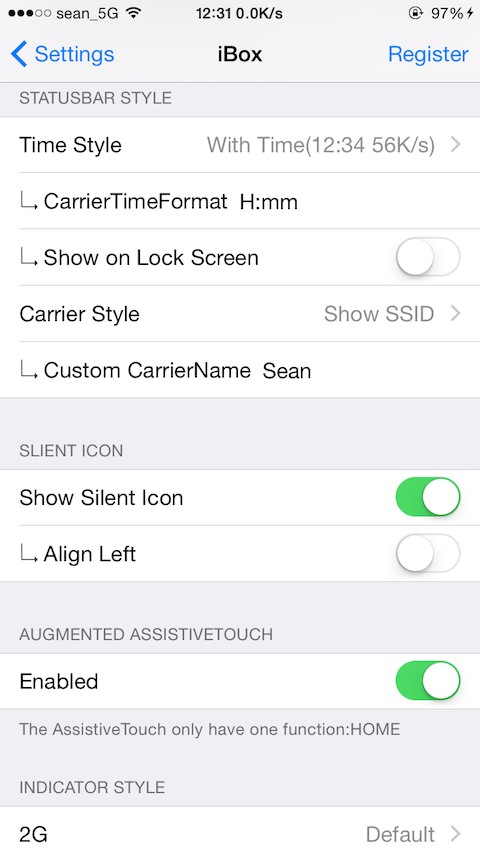 sean_5G 12:31 0.0K/s 97%
Settings iBox Register
STATUSBAR STYLE
Time Style With Time(12:34 56K/s)
CarrierTimeFormat H:mm
Show on Lock Screen
Carrier Style Show SSID
Custom CarrierName Sean
SLIENT ICON
Show Silent Icon
Align Left
AUGMENTED ASSISTIVETOUCH
Enabled
The AssistiveTouch only have one function:HOME
INDICATOR STYLE
2G Default